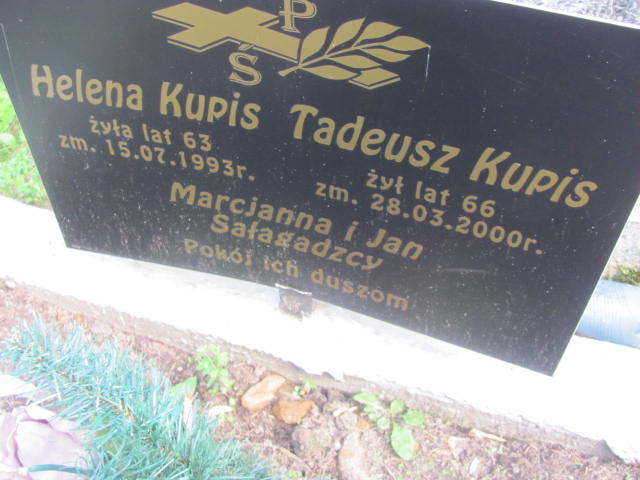 P
Ś
Helena Kupis
żyła lat 63
zm. 15.07.1993r.
Tadeusz Kupis
żył lat 66
zm. 28.03.2000r.
Marcjanna i Jan
Sałagadzcy
Pokój ich duszom